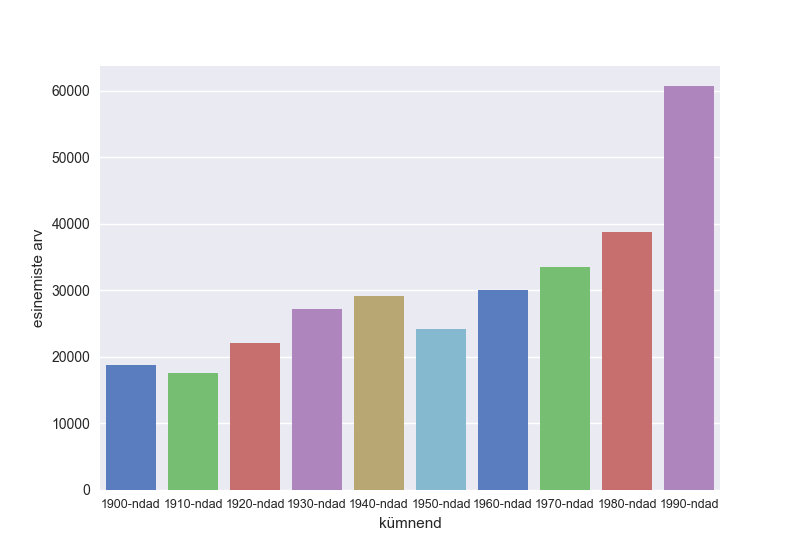 60000
50000
40000
30000
20000
10000
0
esinemiste arv
1900-ndad 1910-ndad 1920-ndad 1930-ndad 1940-ndad 1950-ndad 1960-ndad 1970-ndad 1980-ndad 1990-ndad
kümnend